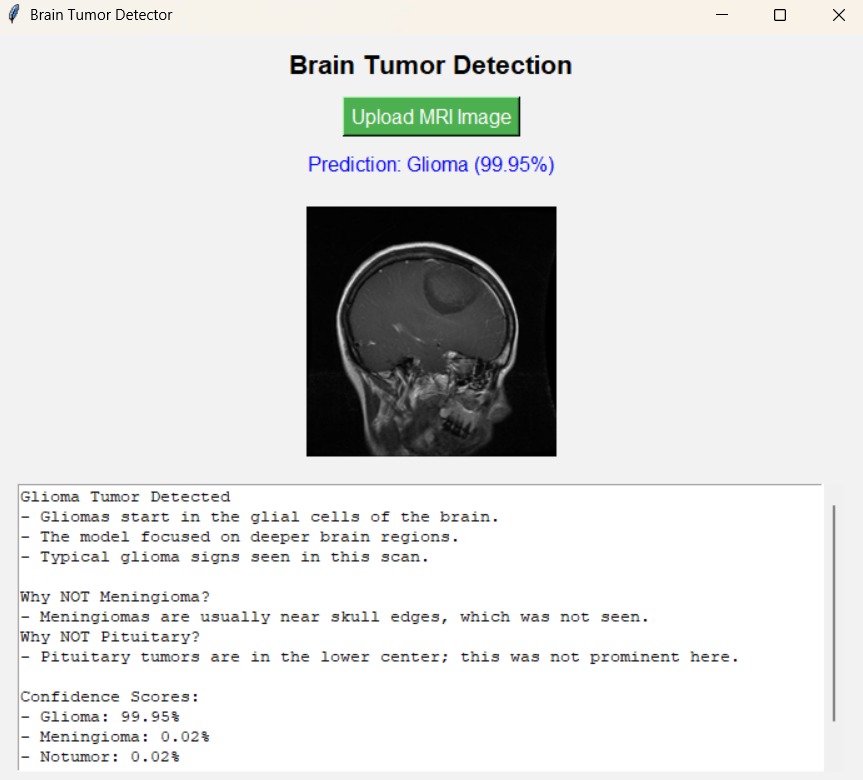 Brain Tumor Detector
Brain Tumor Detection
Upload MRI Image
Prediction: Glioma (99.95%)
Glioma Tumor Detected
- Gliomas start in the glial cells of the brain.
- The model focused on deeper brain regions.
- Typical glioma signs seen in this scan.
Why NOT Meningioma?
- Meningiomas are usually near skull edges, which was not seen.
Why NOT Pituitary?
- Pituitary tumors are in the lower center; this was not prominent here.
Confidence Scores:
- Glioma: 99.95%
- Meningioma: 0.02%
- Notumor: 0.02%